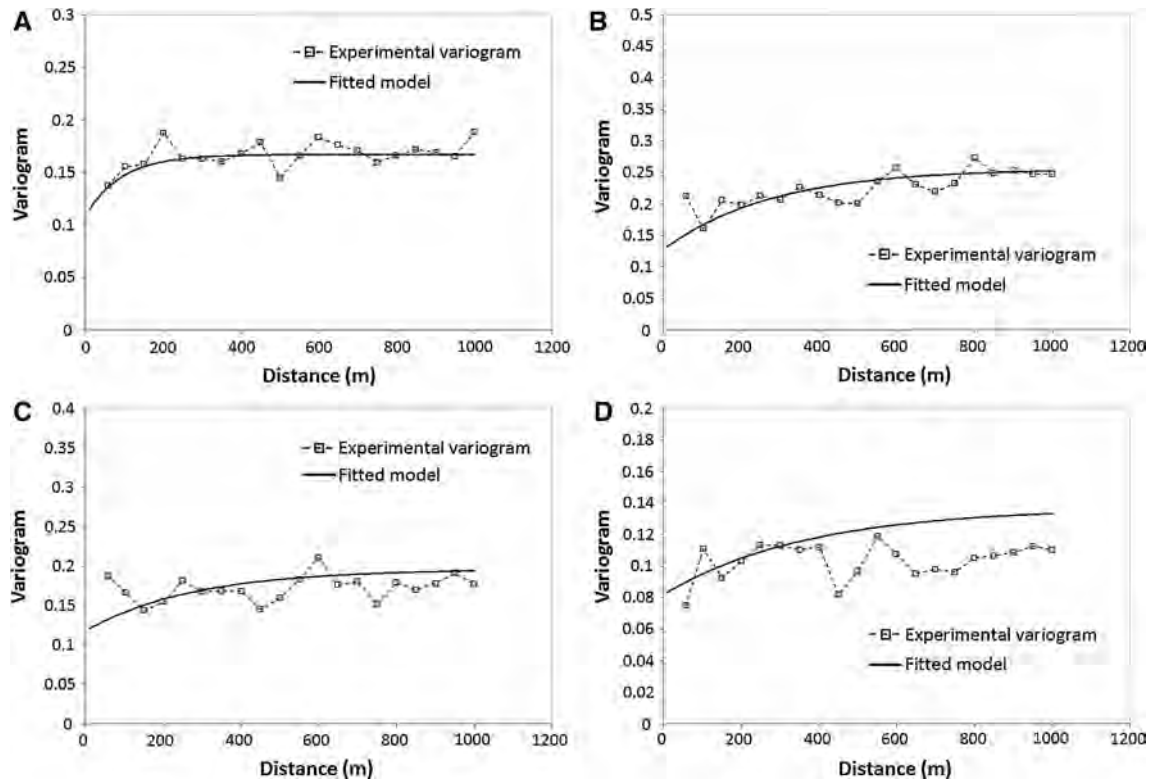 A
0.3
0.25
0.2
0.15
0.1
0.05
0
Variogram
Experimental variogram
Fitted model
0 200 400 600 800 1000 1200
Distance (m)
B
0.5
0.45
0.4
0.35
0.3
0.25
0.2
0.15
0.1
0.05
0
Variogram
Experimental variogram
Fitted model
0 200 400 600 800 1000 1200
Distance (m)
C
0.4
0.35
0.3
0.25
0.2
0.15
0.1
0.05
0
Variogram
Experimental variogram
Fitted model
0 200 400 600 800 1000 1200
Distance (m)
D
0.2
0.18
0.16
0.14
0.12
0.1
0.08
0.06
0.04
0.02
0
Variogram
Experimental variogram
Fitted model
0 200 400 600 800 1000 1200
Distance (m)